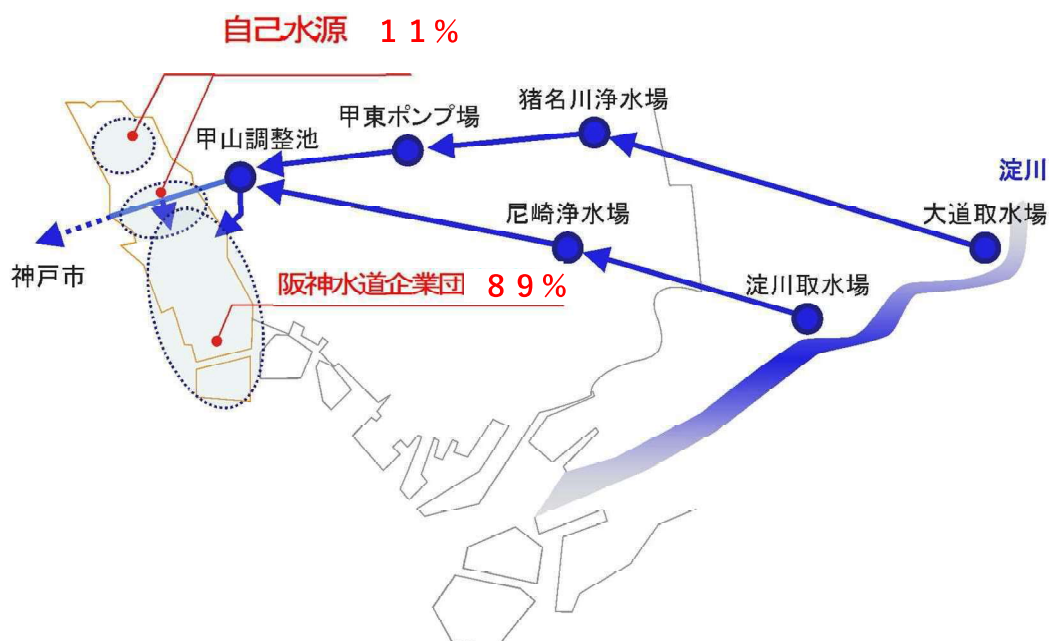 自己水源 11%
猪名川浄水場
甲東ポンプ場
甲山調整池
淀川
尼崎浄水場
大道取水場
神戸市
阪神水道企業団 89%
淀川取水場